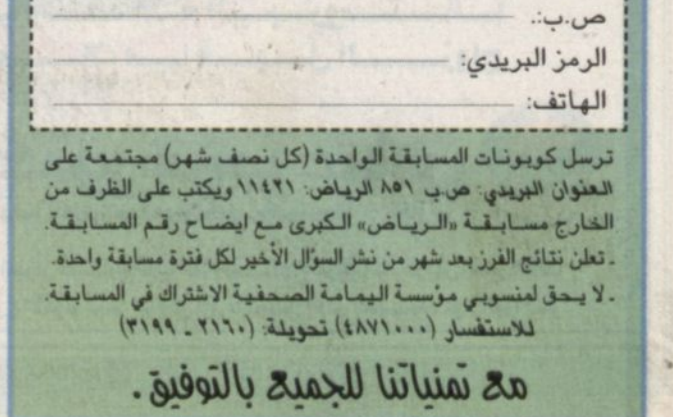 ص.ب:
الرمز البريدي:
الهاتف:
ترسل كوبونات المسابقة الواحدة (كل نصف شهر) مجتمعة على
العنوان البريدي: ص.ب ٨٥١ الرياض: ١١٤٢١ ويكتب على الظرف من
الخارج مسابقة «الرياض» الكبرى مع ايضاح رقم المسابقة.
. تعلن نتائج الفرز بعد شهر من نشر السؤال الأخير لكل فترة مسابقة واحدة.
. لا يحق لمنسوبي مؤسسة اليمامة الصحفية الاشتراك في المسابقة.
للاستفسار (٤٨٧١٠٠٠) تحويلة: (٢١٦٠ ـ ٣١٩٩)
مع تمنياتنا للجميع بالتوفيق .